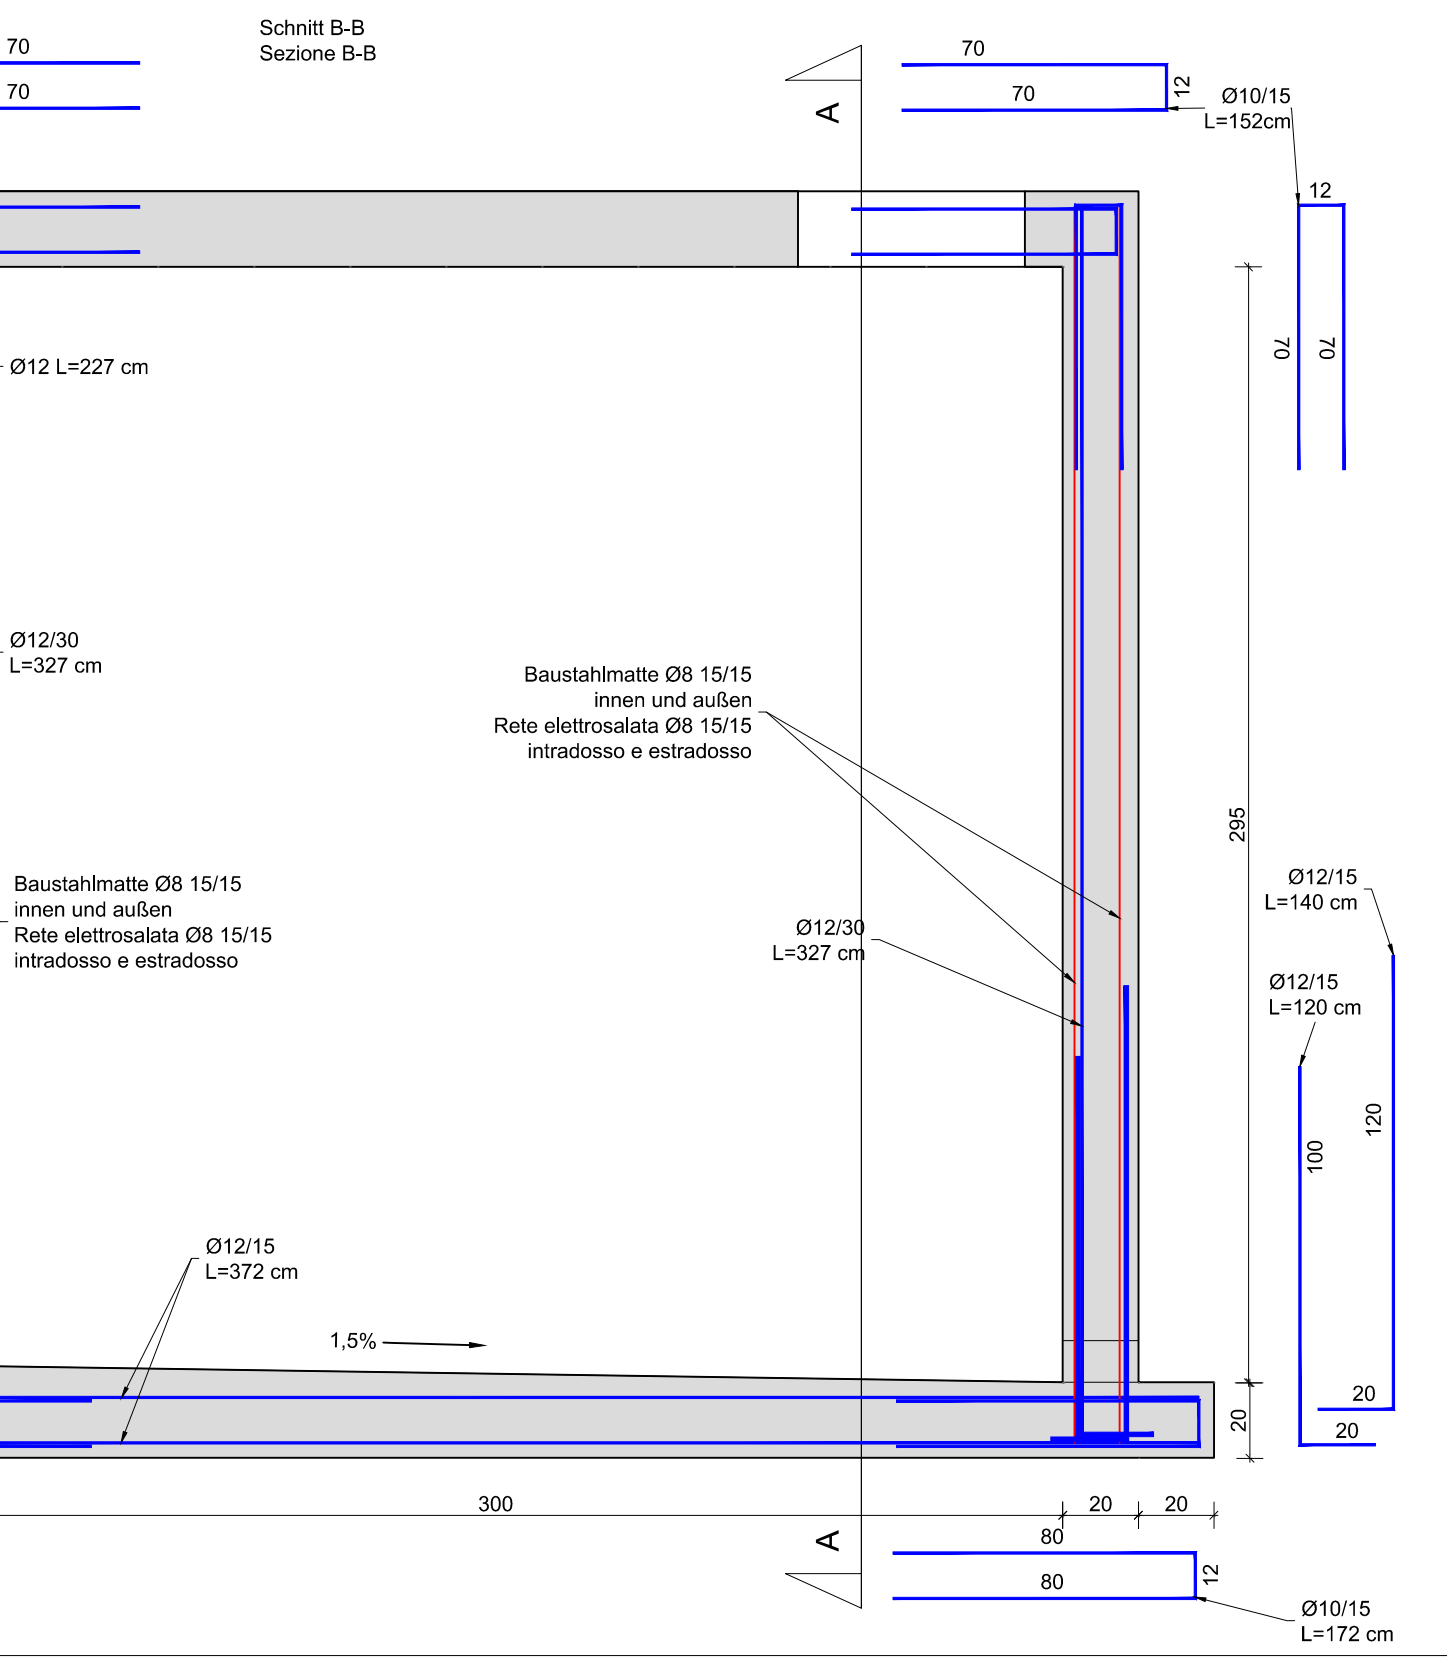 Schnitt B-B
Sezione B-B
70
70
70
70
12
Ø10/15
L=152cm
A
12
70
70
Ø12 L=227 cm
Ø12/30
L=327 cm
Baustahlmatte Ø8 15/15
innen und außen
Rete elettrosalata Ø8 15/15
intradosso e estradosso
295
Baustahlmatte Ø8 15/15
innen und außen
Rete elettrosalata Ø8 15/15
intradosso e estradosso
Ø12/30
L=327 cm
Ø12/15
L=140 cm
Ø12/15
L=120 cm
120
100
Ø12/15
L=372 cm
1,5%
20
20
20
300
20
20
A
80
80
12
Ø10/15
L=172 cm